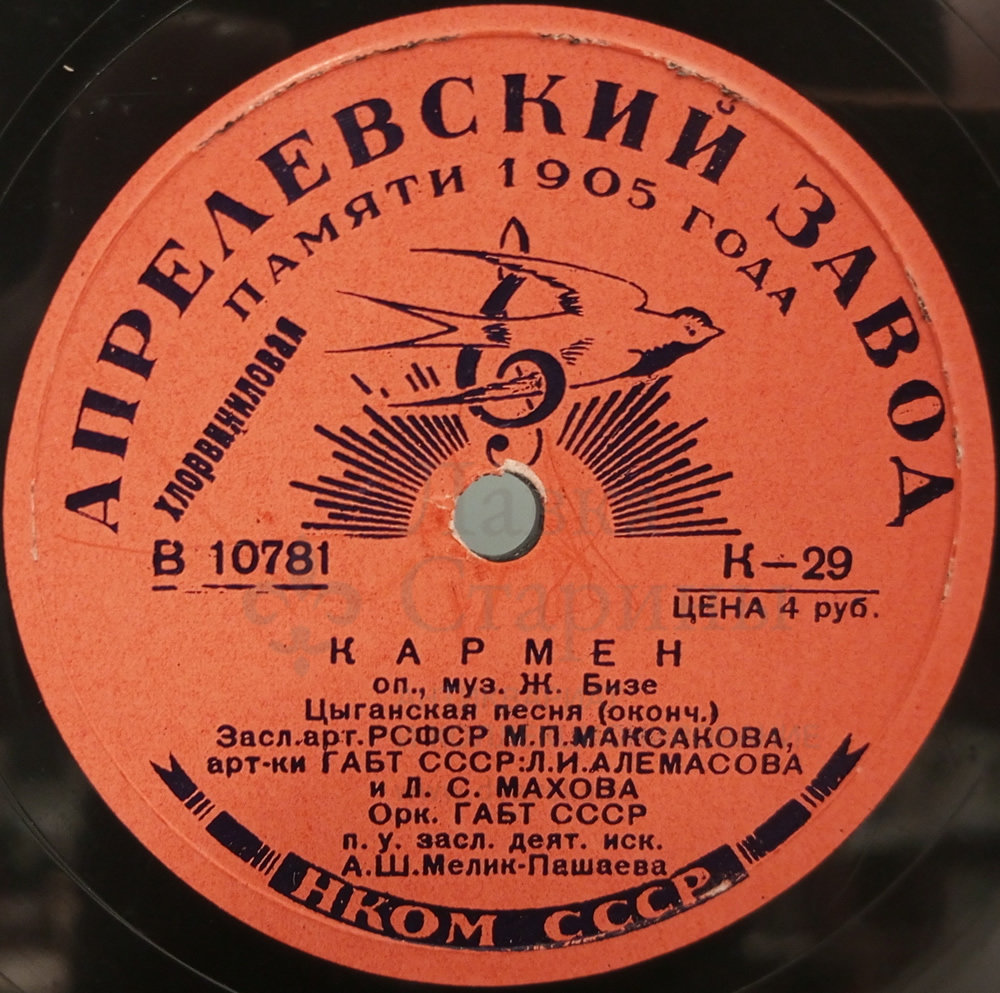 АПРЕЛЕВСКИЙ ЗАВОД
ПАМЯТИ 1905 ГОДА
ХЛОРВИНИЛОВАЯ
В 10781
К—29
ЦЕНА 4 руб.
КАРМЕН
оп., муз. Ж. Бизе
Цыганская песня (оконч.)
Засл.арт.РСФСР М.П.МАКСАКОВА,
арт-ки ГАБТ СССР:Л.И.АЛЕМАСОВА
и Л. С. МАХОВА
Орк. ГАБТ СССР
п. у. засл. деят. иск.
А.Ш.Мелик-Пашаева
НКОМ СССР
Лавка
Старины